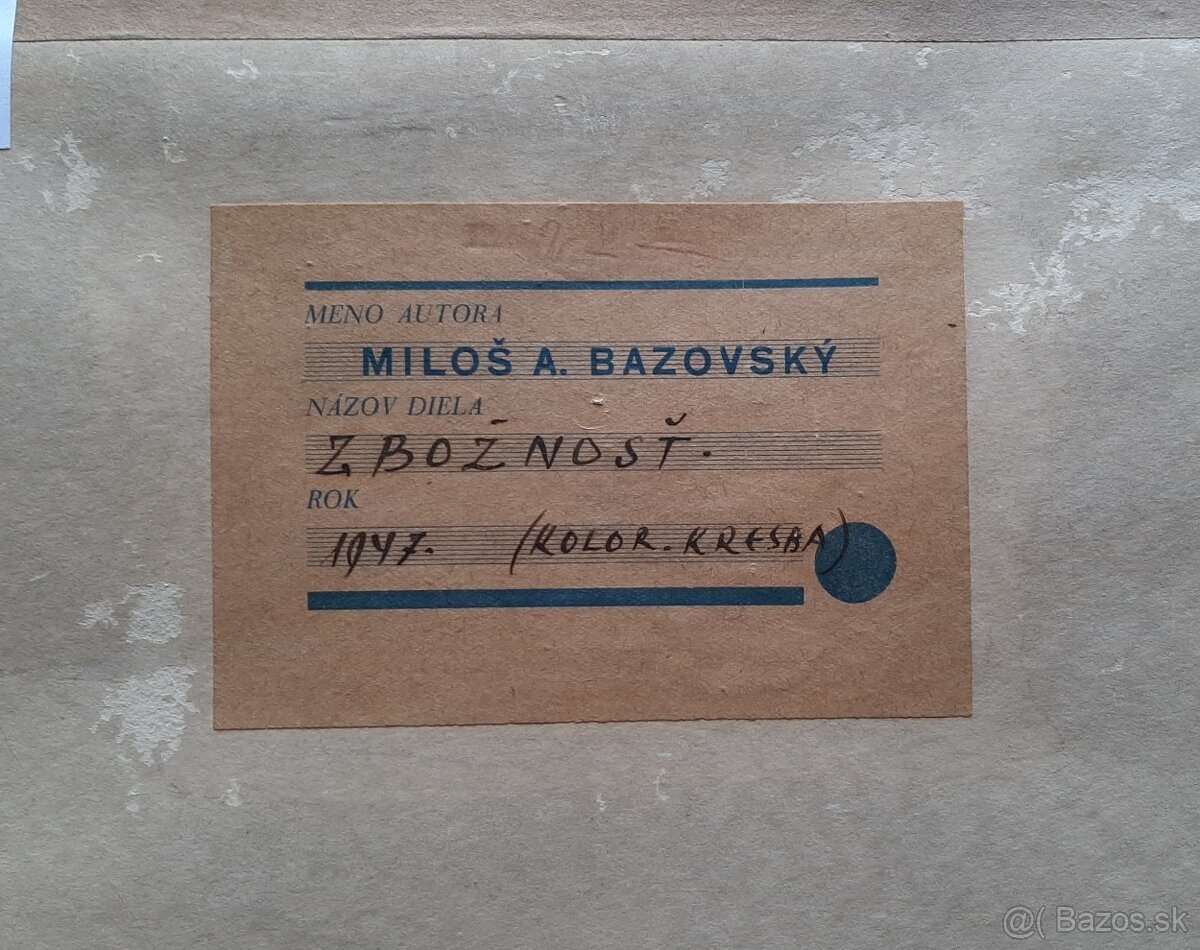 MENO AUTORA
MILOŠ A. BAZOVSKÝ
NÁZOV DIELA
ZBOŽNOSŤ.
ROK
1947. (KOLOR. KRESBA)
@( Bazos.sk